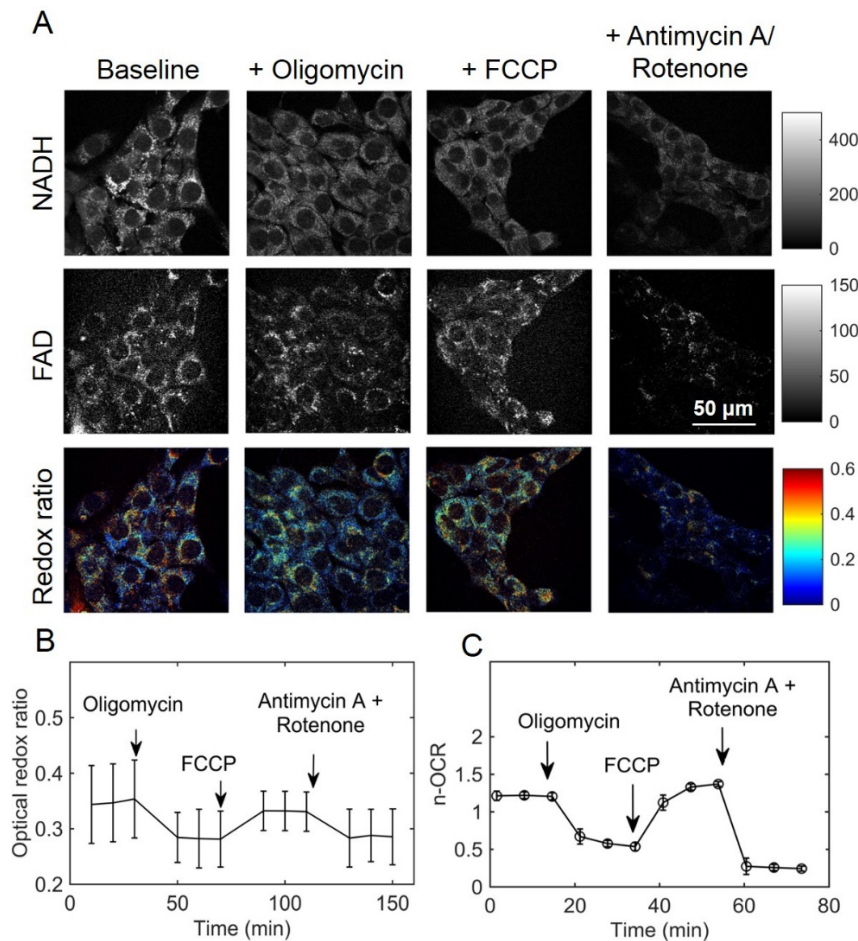 A
Baseline
+ Oligomycin
+ FCCP
+ Antimycin A/
Rotenone
NADH
400
200
0
FAD
150
100
50
0
50 µm
Redox ratio
0.6
0.4
0.2
0
B
Optical redox ratio
0.5
0.4
0.3
0.2
Oligomycin
FCCP
Antimycin A +
Rotenone
0
50
100
150
Time (min)
C
n-OCR
2
1.5
1
0.5
0
Oligomycin
FCCP
Antimycin A +
Rotenone
0
20
40
60
80
Time (min)